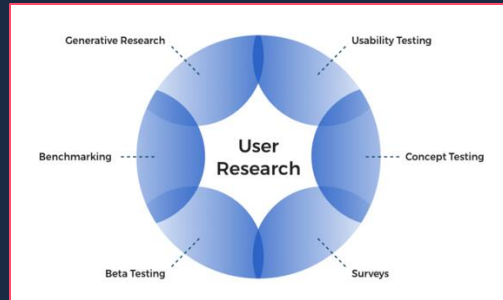 Generative Research
Usability Testing
Benchmarking
User
Research
Concept Testing
Beta Testing
Surveys